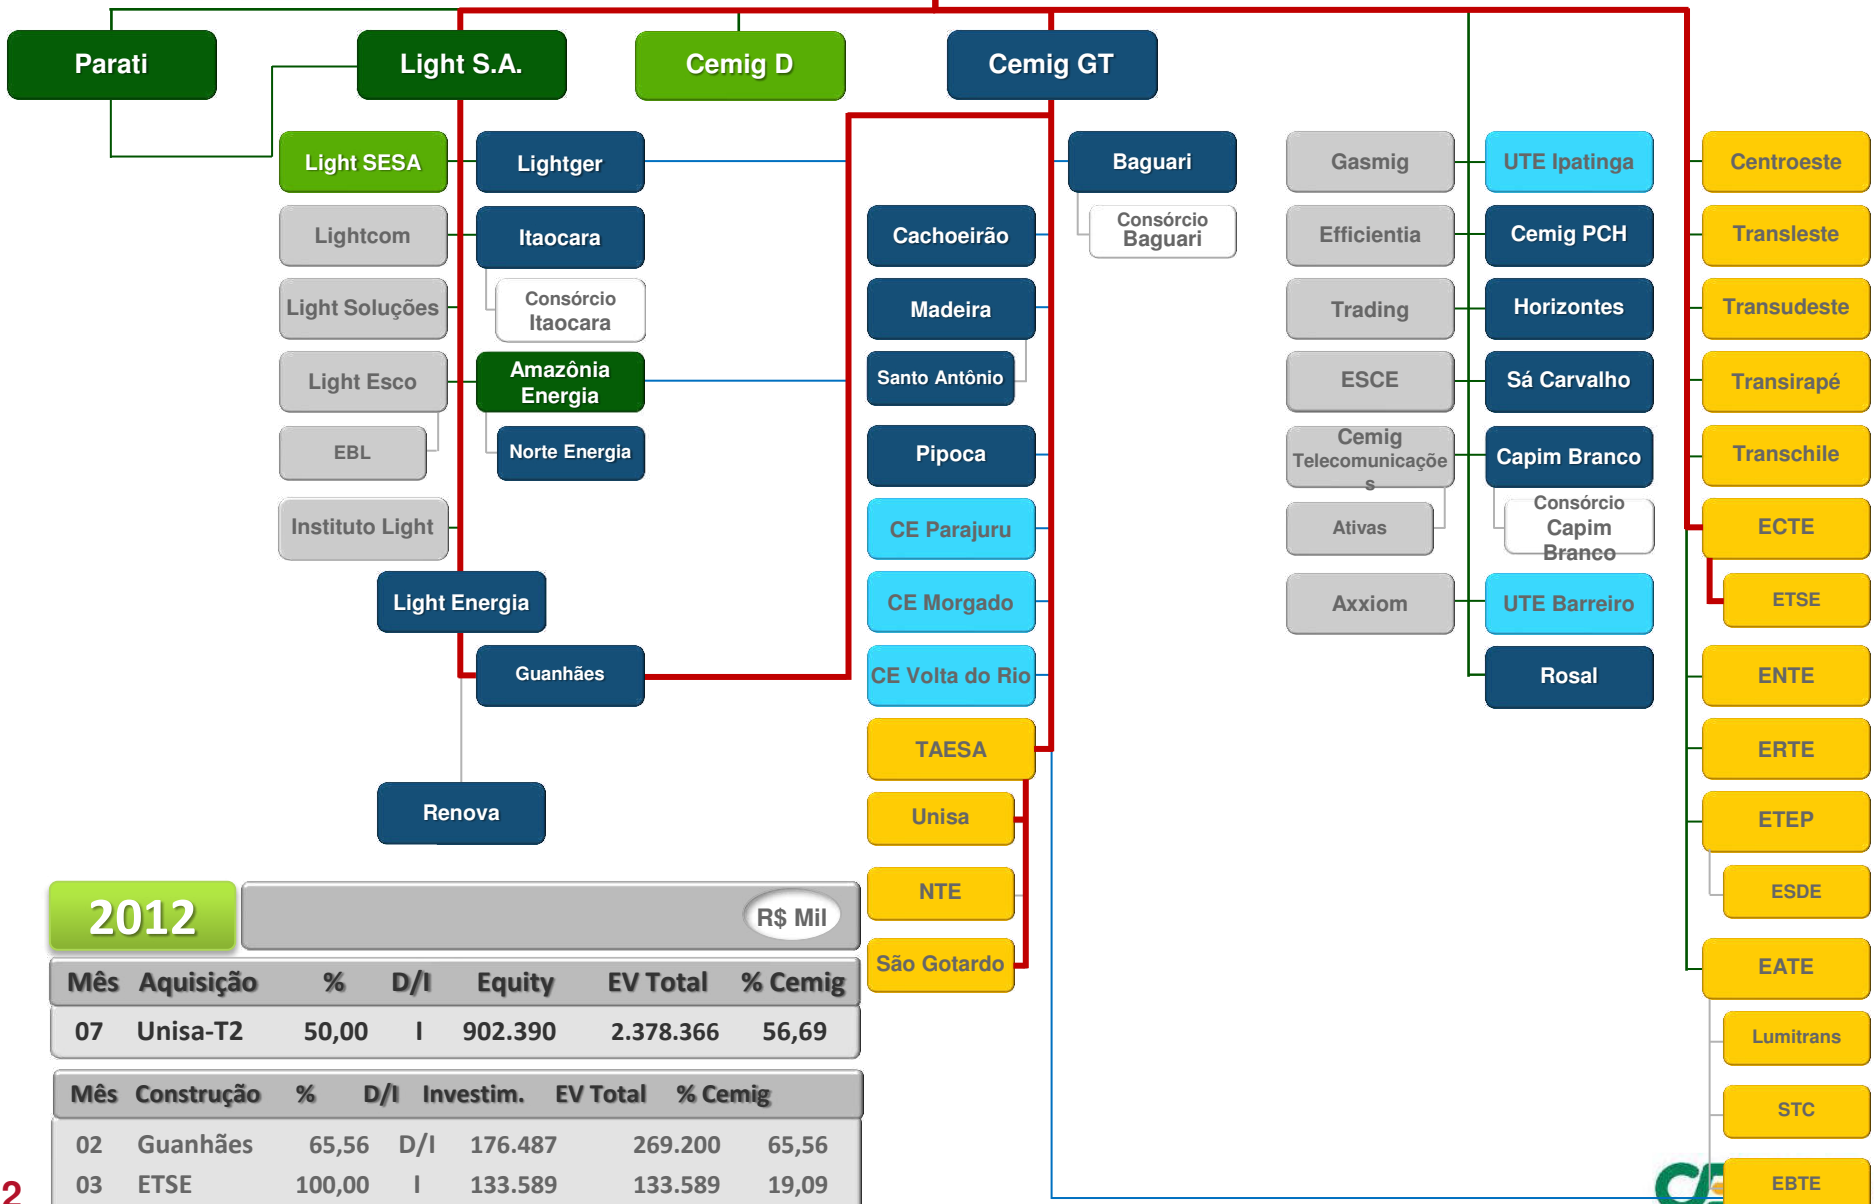 Parati
Light S.A.
Cemig D
Cemig GT
Light SESA
Lightger
Baguari
Gasmig
UTE Ipatinga
Centroeste
Lightcom
Itaocara
Cachoeirão
Consórcio
Baguari
Efficientia
Cemig PCH
Transleste
Light Soluções
Consórcio
Itaocara
Madeira
Trading
Horizontes
Transudeste
Light Esco
Amazônia
Energia
Santo Antônio
ESCE
Sá Carvalho
Transirapé
EBL
Norte Energia
Pipoca
Cemig
Telecomunicaçõe
s
Capim Branco
Transchile
Instituto Light
CE Parajuru
Ativas
Consórcio
Capim
Branco
ECTE
Light Energia
CE Morgado
Axxiom
UTE Barreiro
ETSE
Guanhães
CE Volta do Rio
Rosal
ENTE
TAESA
ERTE
Renova
Unisa
ETEP
NTE
ESDE
São Gotardo
EATE
Lumitrans
STC
EBTE
2012
R$ Mil
Mês Aquisição % D/I Equity EV Total % Cemig
07 Unisa-T2 50,00 I 902.390 2.378.366 56,69
Mês Construção % D/I Investim. EV Total % Cemig
02 Guanhães 65,56 D/I 176.487 269.200 65,56
03 ETSE 100,00 I 133.589 133.589 19,09
2